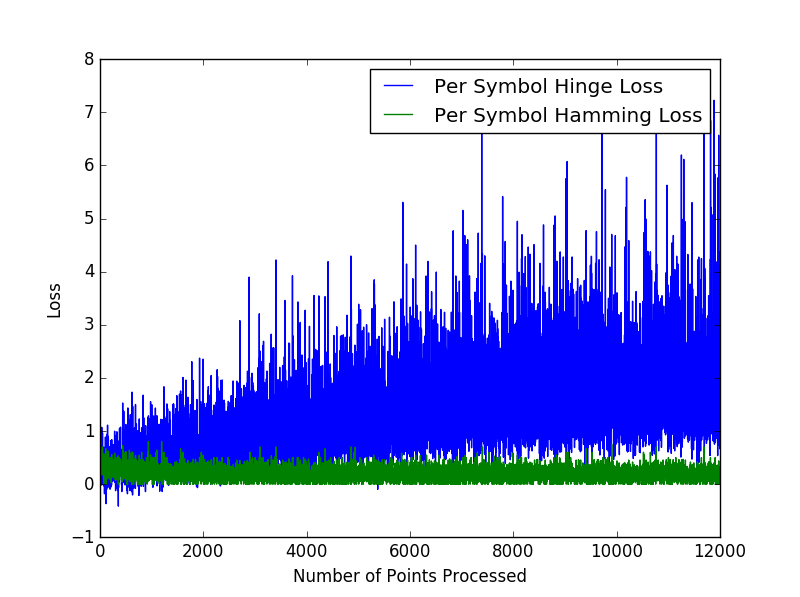 Per Symbol Hinge Loss
Per Symbol Hamming Loss
8
7
6
5
4
3
2
1
0
−1
Loss
0 2000 4000 6000 8000 10000 12000
Number of Points Processed